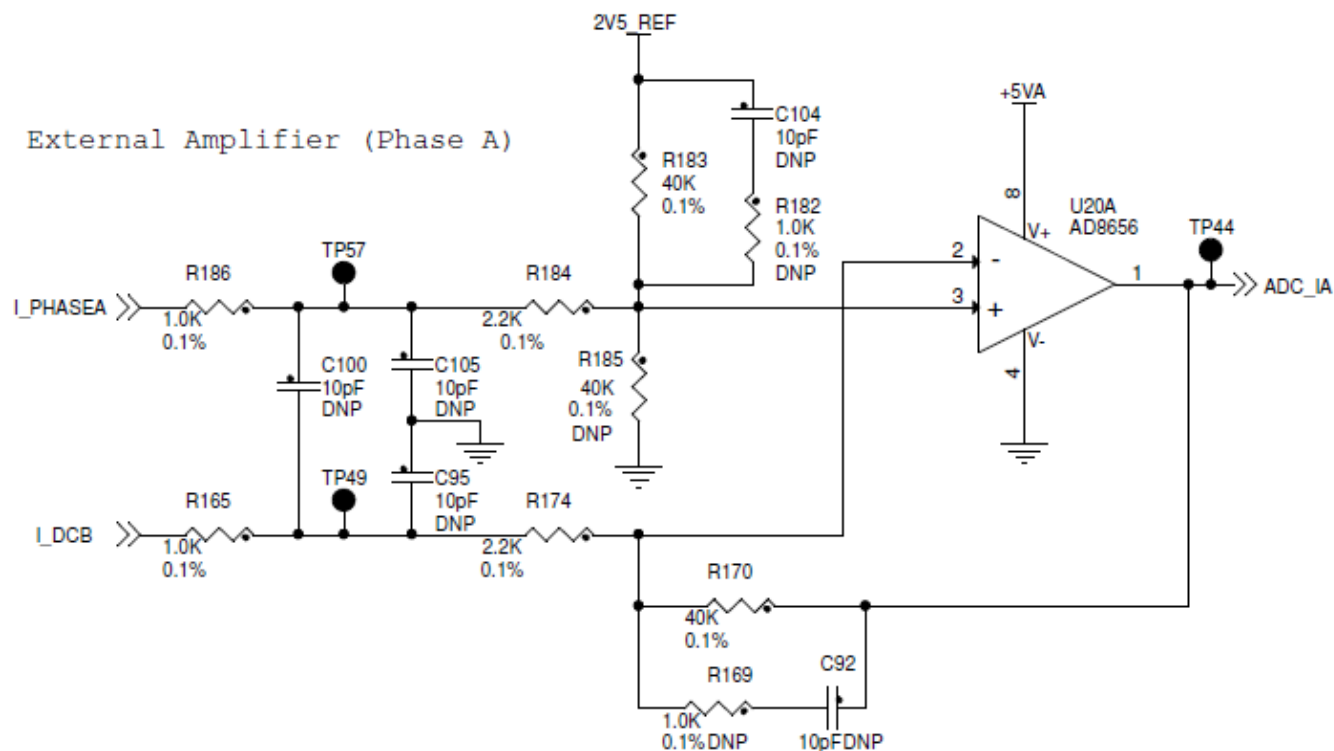 2V5_REF
+5VA
External Amplifier (Phase A)
C104
10pF
DNP
R183
40K
0.1%
8
U20A
AD8656
R182
1.0K
0.1%
DNP
V+
TP44
TP57
2
-
R186
R184
1
I_PHASEA
3
+
ADC_IA
1.0K
0.1%
2.2K
0.1%
V-
C100
10pF
DNP
C105
10pF
DNP
R185
40K
0.1%
DNP
4
TP49
C95
10pF
DNP
R165
R174
I_DCB
1.0K
0.1%
2.2K
0.1%
R170
40K
0.1%
R169
C92
1.0K
0.1%DNP
10pFDNP